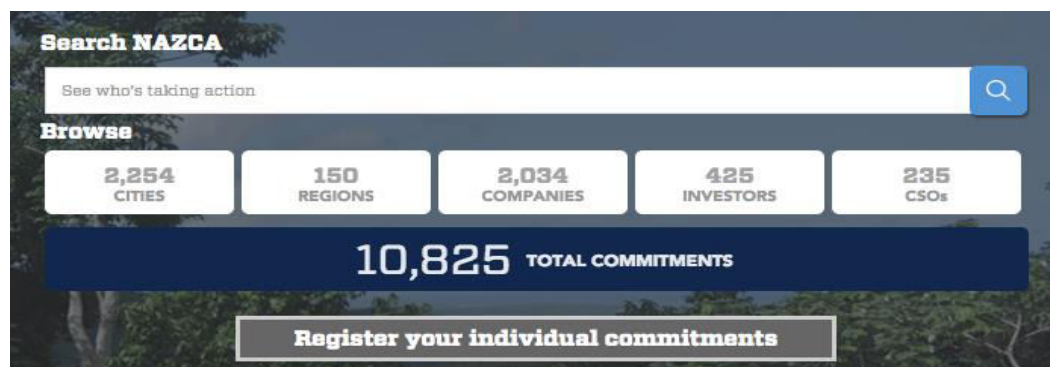 Search NAZCA
See who's taking action
Browse
2,254 150 2,034 425 235
CITIES REGIONS COMPANIES INVESTORS CSOs
10,825 TOTAL COMMITMENTS
Register your individual commitments